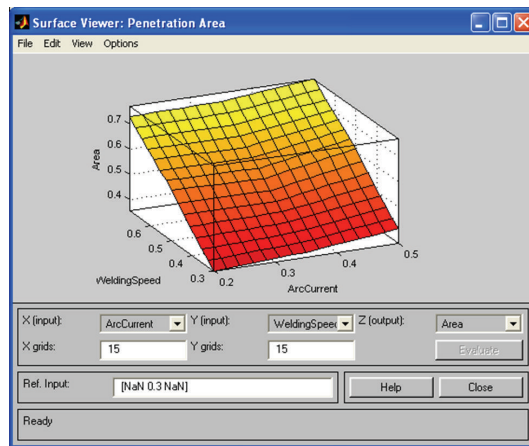 Surface Viewer: Penetration Area
File Edit View Options
0.7
0.6
0.5
0.4
Area
0.6
0.5
0.4
0.3
WeldingSpeed
0.2
0.3
0.4
0.5
ArcCurrent
X (input): ArcCurrent Y (input): WeldingSpeed Z (output): Area
X grids: 15 Y grids: 15 Evaluate
Ref. Input: [NaN 0.3 NaN] Help Close
Ready